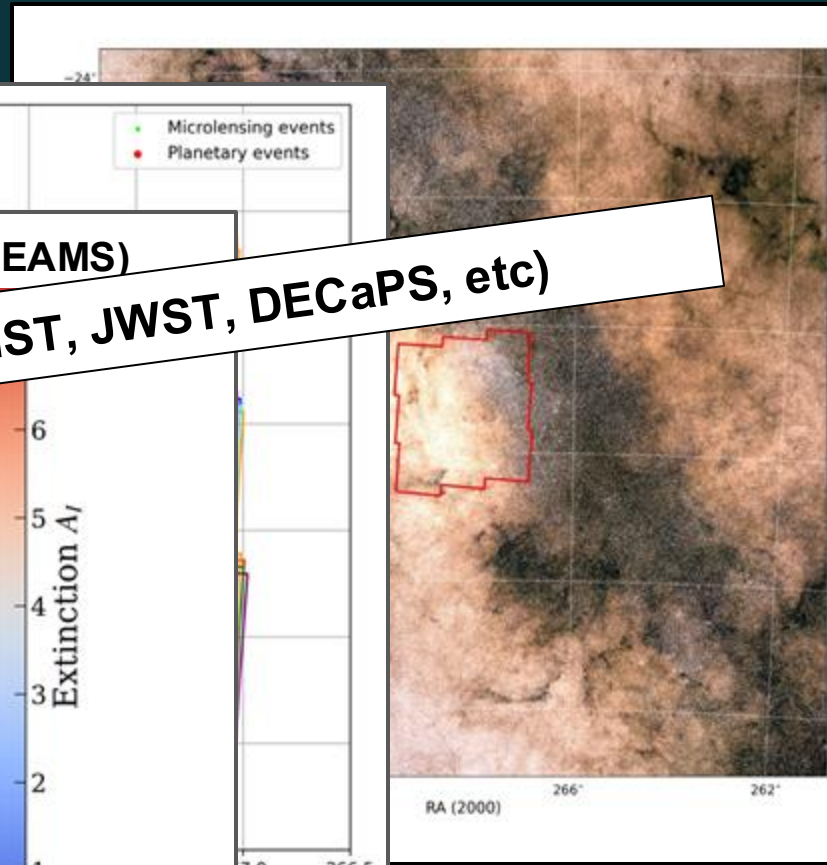 −24°
Microlensing events
Planetary events
EAMS)
ST, JWST, DECaPS, etc)
6
5
4
3
2
Extinction A_I
266°
262°
RA (2000)